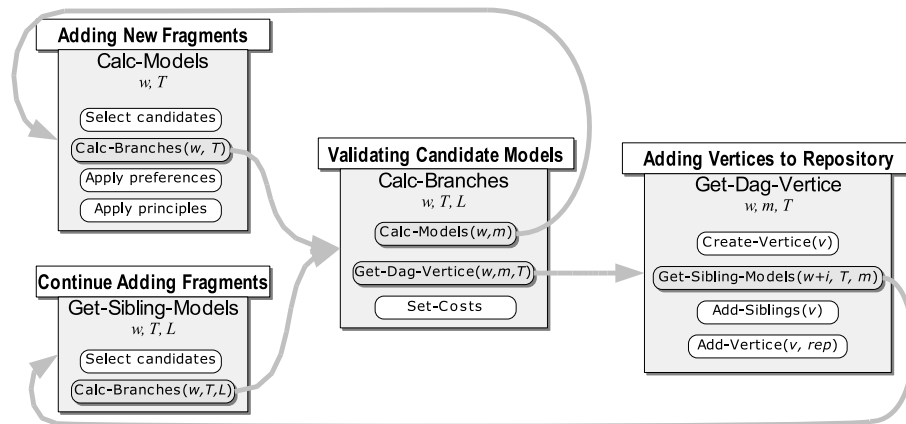 Adding New Fragments
Calc-Models
w, T
Select candidates
Calc-Branches(w, T)
Apply preferences
Apply principles
Continue Adding Fragments
Get-Sibling-Models
w, T, L
Select candidates
Calc-Branches(w,T,L)
Validating Candidate Models
Calc-Branches
w, T, L
Calc-Models(w,m)
Get-Dag-Vertice(w,m,T)
Set-Costs
Adding Vertices to Repository
Get-Dag-Vertice
w, m, T
Create-Vertice(v)
Get-Sibling-Models(w+i, T, m)
Add-Siblings(v)
Add-Vertice(v, rep)